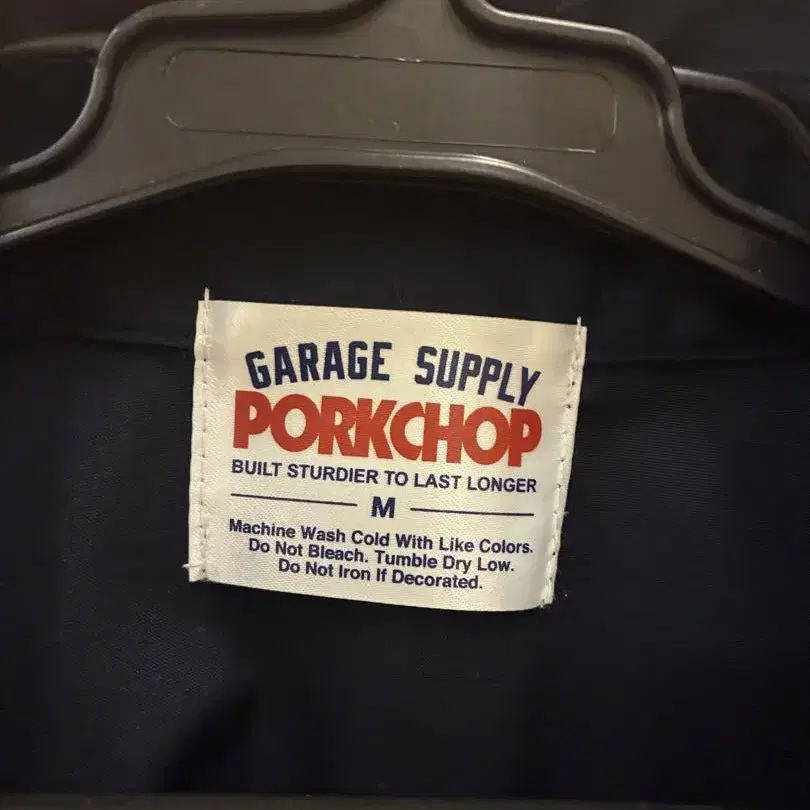 GARAGE SUPPLY
PORKCHOP
BUILT STURDIER TO LAST LONGER
M
Machine Wash Cold With Like Colors.
Do Not Bleach. Tumble Dry Low.
Do Not Iron If Decorated.